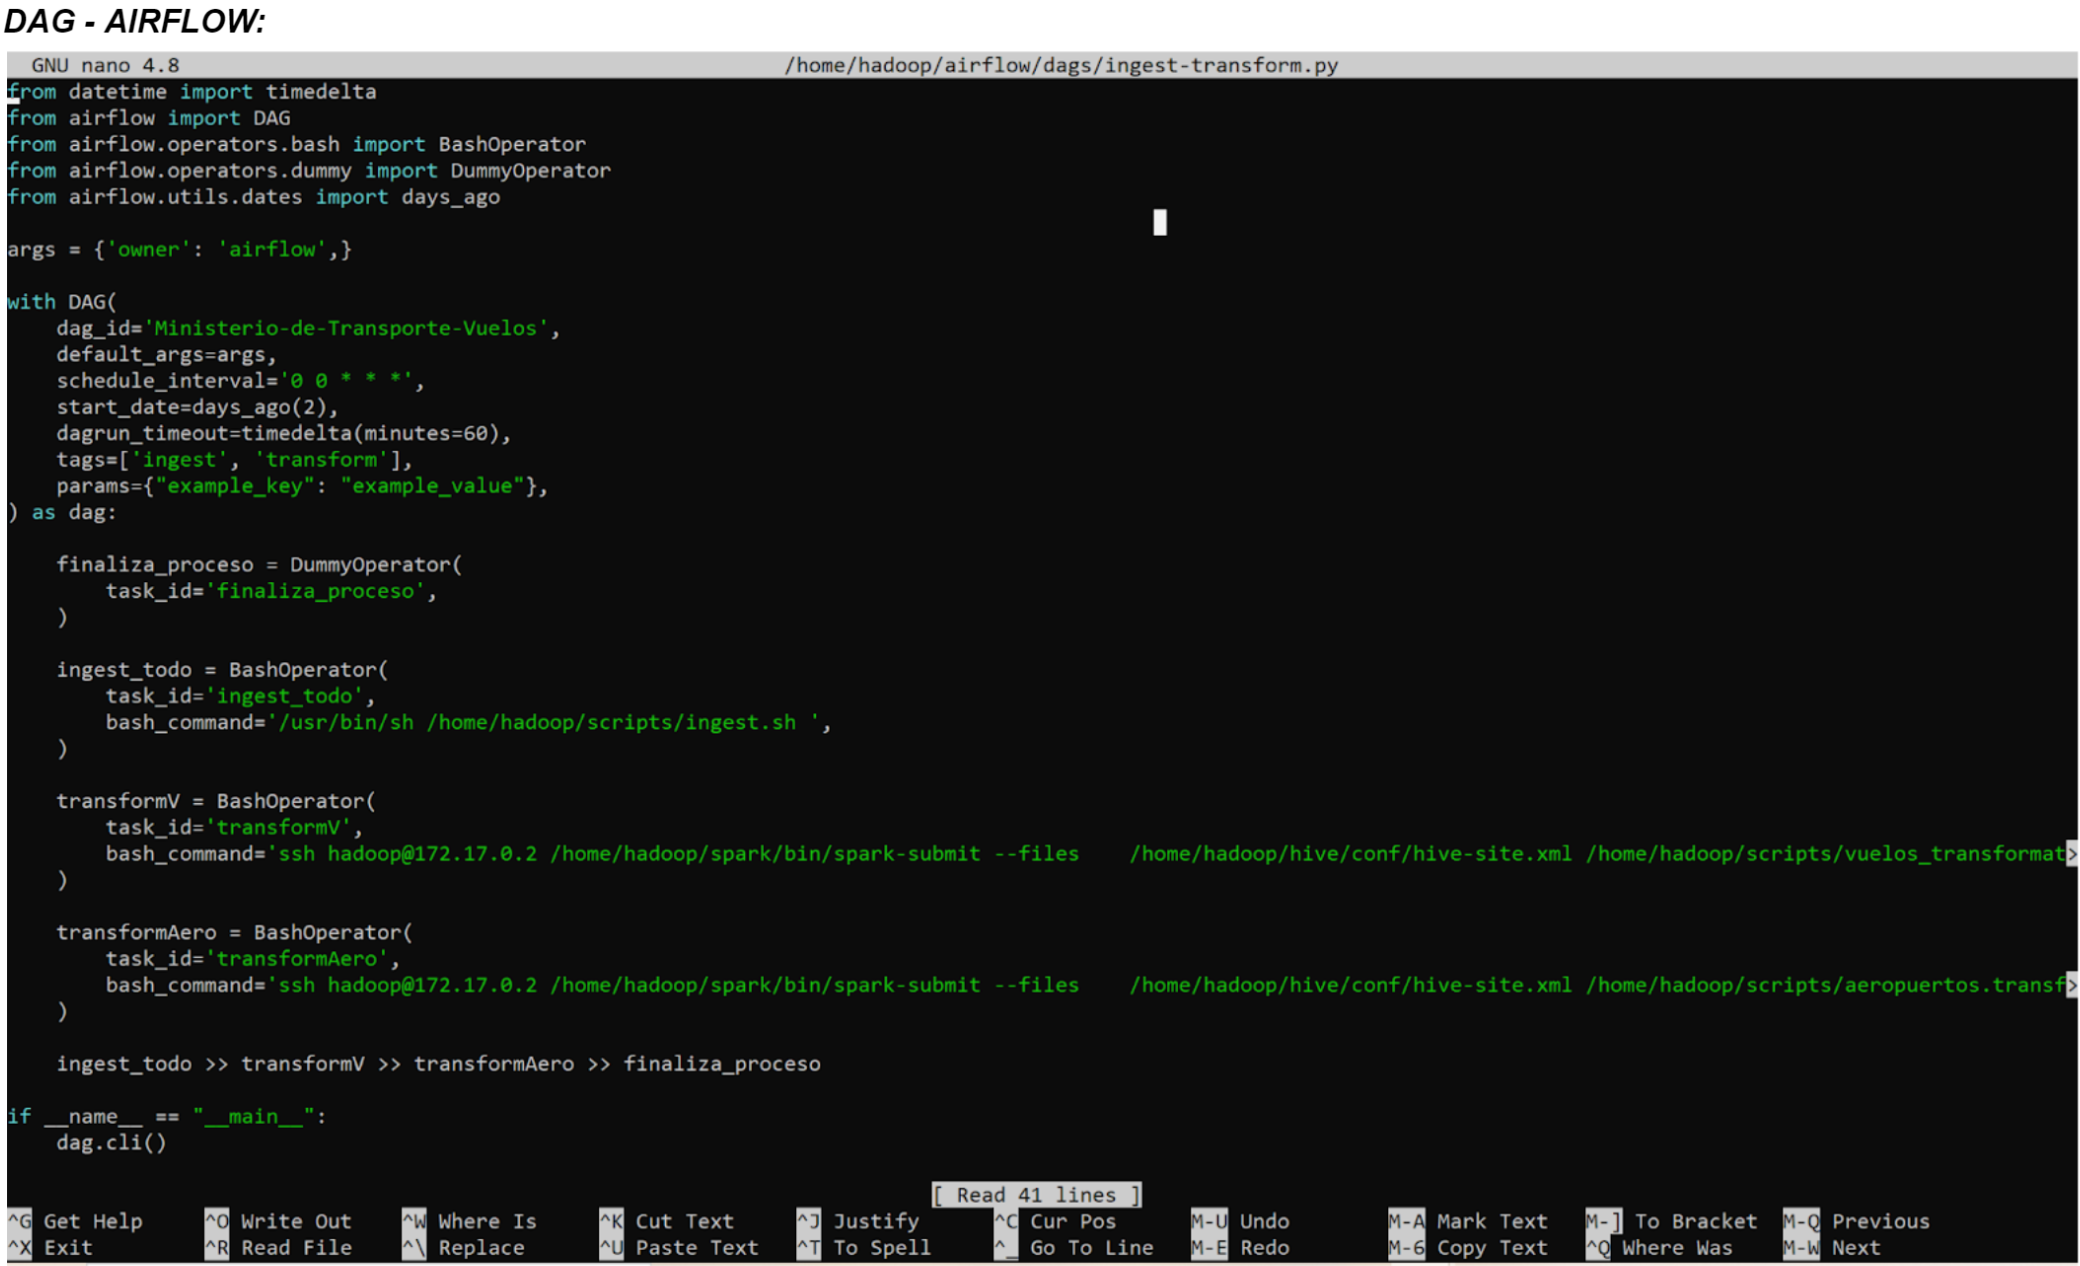 DAG - AIRFLOW:
GNU nano 4.8 /home/hadoop/airflow/dags/ingest-transform.py
from datetime import timedelta
from airflow import DAG
from airflow.operators.bash import BashOperator
from airflow.operators.dummy import DummyOperator
from airflow.utils.dates import days_ago
args = {'owner': 'airflow',}
with DAG(
    dag_id='Ministerio-de-Transporte-Vuelos',
    default_args=args,
    schedule_interval='0 0 * * *',
    start_date=days_ago(2),
    dagrun_timeout=timedelta(minutes=60),
    tags=['ingest', 'transform'],
    params={"example_key": "example_value"},
) as dag:
    finaliza_proceso = DummyOperator(
        task_id='finaliza_proceso',
    )
    ingest_todo = BashOperator(
        task_id='ingest_todo',
        bash_command='/usr/bin/sh /home/hadoop/scripts/ingest.sh ',
    )
    transformV = BashOperator(
        task_id='transformV',
        bash_command='ssh hadoop@172.17.0.2 /home/hadoop/spark/bin/spark-submit --files    /home/hadoop/hive/conf/hive-site.xml /home/hadoop/scripts/vuelos_transformat>
    )
    transformAero = BashOperator(
        task_id='transformAero',
        bash_command='ssh hadoop@172.17.0.2 /home/hadoop/spark/bin/spark-submit --files    /home/hadoop/hive/conf/hive-site.xml /home/hadoop/scripts/aeropuertos.transf>
    )
    ingest_todo >> transformV >> transformAero >> finaliza_proceso
if __name__ == "__main__":
    dag.cli()
[ Read 41 lines ]
^G Get Help ^O Write Out ^W Where Is ^K Cut Text ^J Justify ^C Cur Pos M-U Undo M-A Mark Text M-] To Bracket M-Q Previous
^X Exit ^R Read File ^\ Replace ^U Paste Text ^T To Spell ^_ Go To Line M-E Redo M-6 Copy Text ^Q Where Was M-W Next